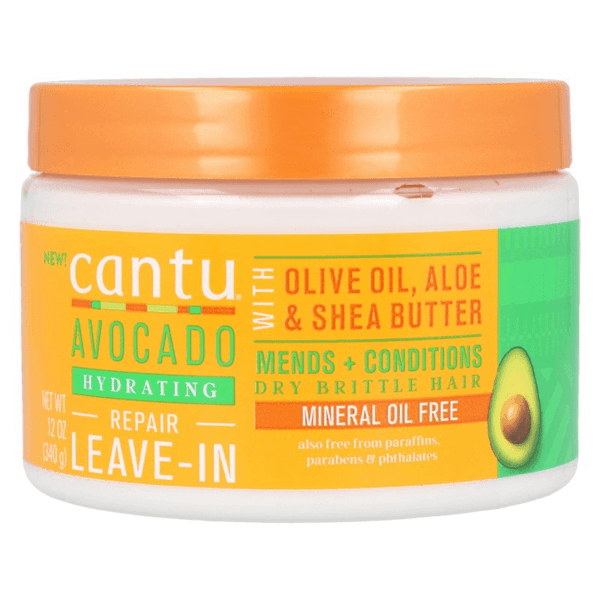 NEW!
cantu
AVOCADO
HYDRATING
REPAIR
LEAVE-IN
NET WT
12 OZ
(340 g)
WITH
OLIVE OIL, ALOE
& SHEA BUTTER
MENDS + CONDITIONS
DRY BRITTLE HAIR
MINERAL OIL FREE
also free from paraffins,
parabens & phthalates